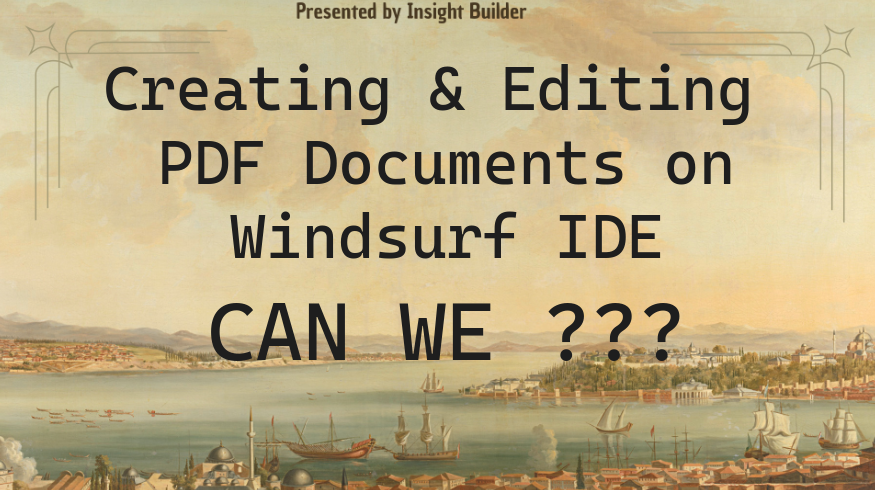 Presented by Insight Builder
Creating & Editing
PDF Documents on
Windsurf IDE
CAN WE ???